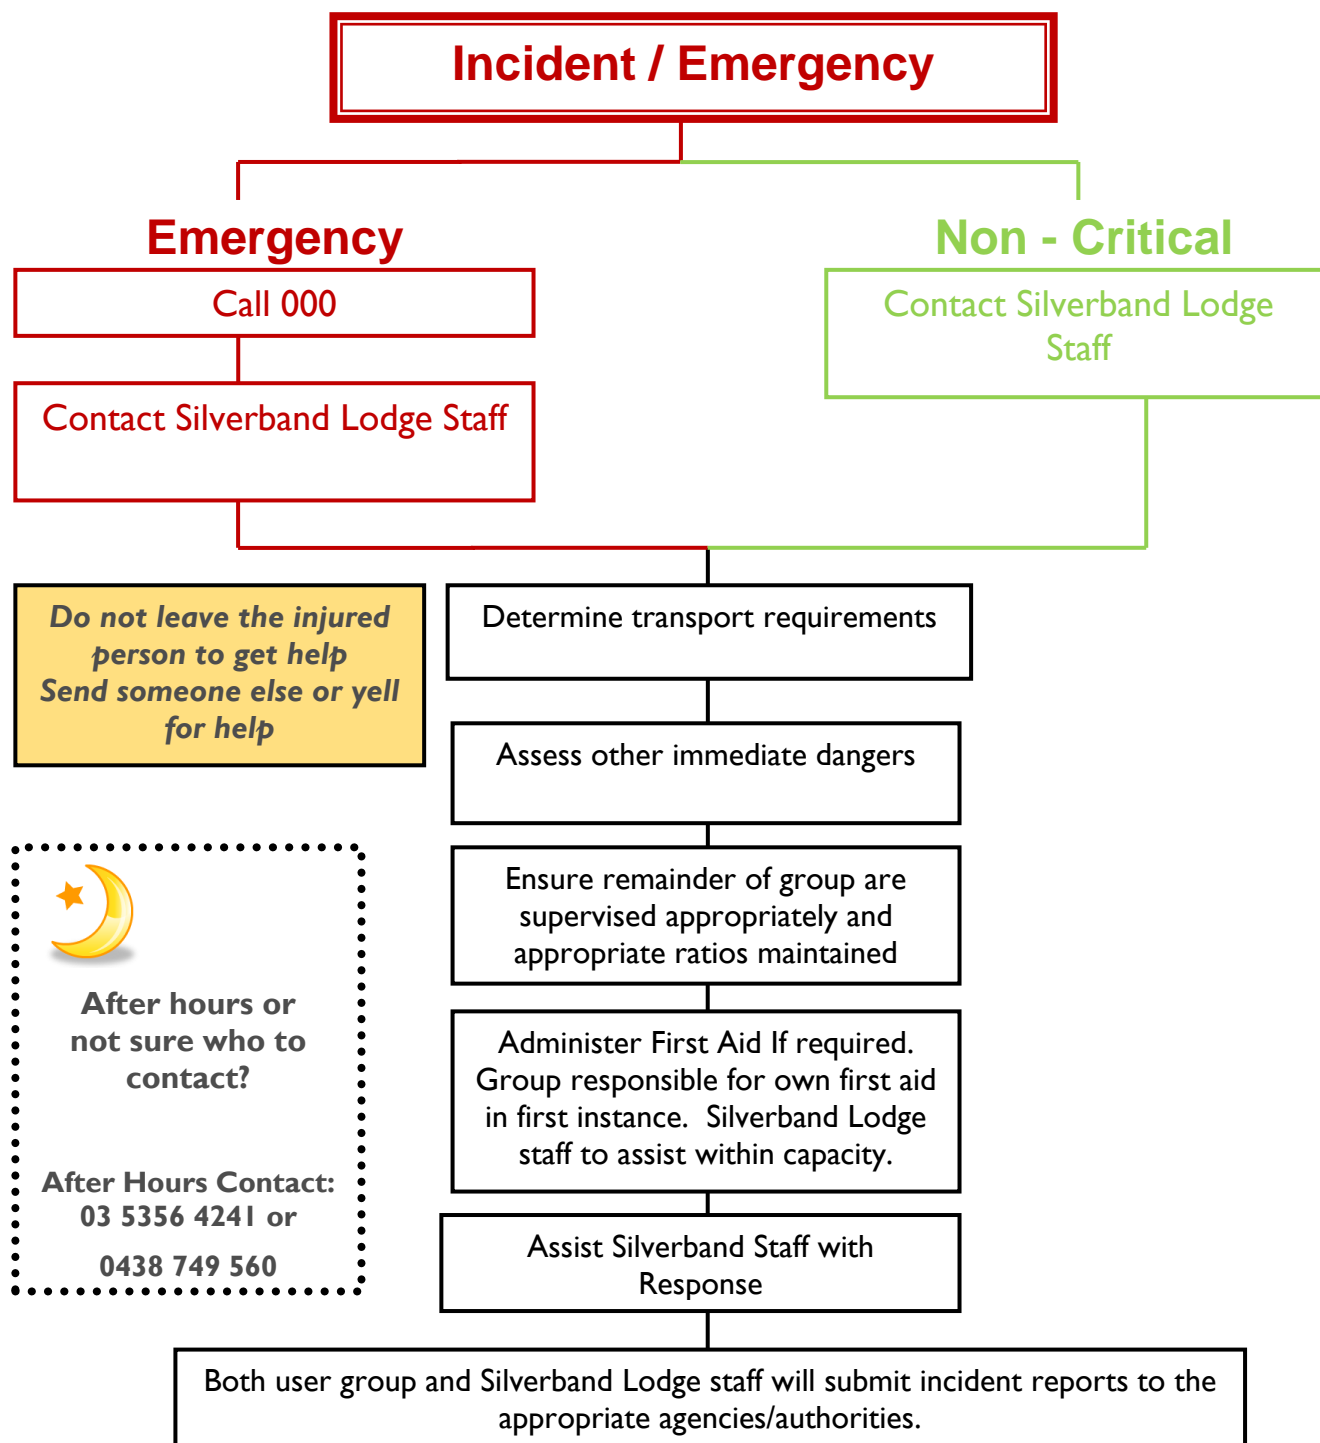 Incident / Emergency
Emergency
Non - Critical
Call 000
Contact Silverband Lodge
Staff
Contact Silverband Lodge Staff
Do not leave the injured
person to get help
Send someone else or yell
for help
Determine transport requirements
Assess other immediate dangers
Ensure remainder of group are
supervised appropriately and
appropriate ratios maintained
After hours or
not sure who to
contact?
After Hours Contact:
03 5356 4241 or
0438 749 560
Administer First Aid If required.
Group responsible for own first aid
in first instance.  Silverband Lodge
staff to assist within capacity.
Assist Silverband Staff with
Response
Both user group and Silverband Lodge staff will submit incident reports to the
appropriate agencies/authorities.